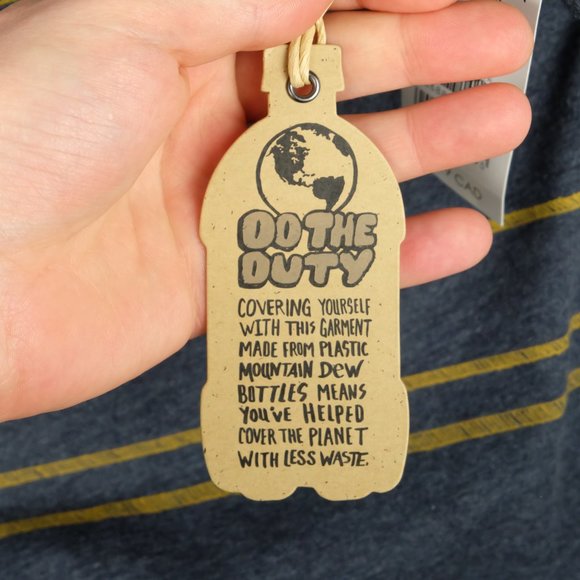 DO THE
DUTY
COVERING YOURSELF
WITH THIS GARMENT
MADE FROM PLASTIC
MOUNTAIN DEW
BOTTLES MEANS
YOU'VE HELPED
COVER THE PLANET
WITH LESS WASTE.
CAD